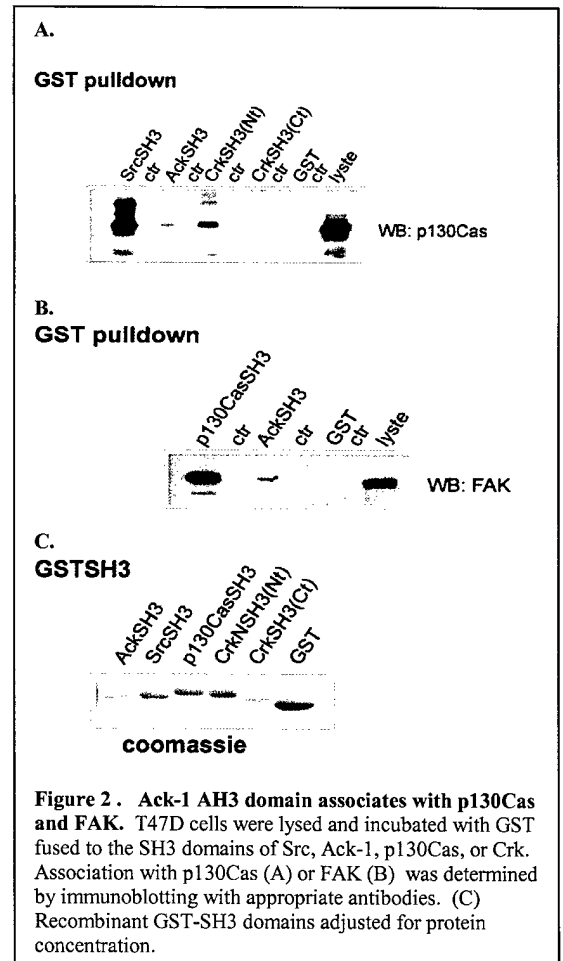 A.
GST pulldown
SrcSH3 ctr AckSH3 ctr CrkSH3(Nt) ctr CrkSH3(Ct) ctr GST ctr lyste
WB: p130Cas
B.
GST pulldown
p130CasSH3 ctr AckSH3 ctr GST ctr lyste
WB: FAK
C.
GSTSH3
AckSH3 SrcSH3 p130CasSH3 CrkNSH3(Nt) CrkSH3(Ct) GST
coomassie
Figure 2 . Ack-1 AH3 domain associates with p130Cas
and FAK. T47D cells were lysed and incubated with GST
fused to the SH3 domains of Src, Ack-1, p130Cas, or Crk.
Association with p130Cas (A) or FAK (B) was determined
by immunoblotting with appropriate antibodies. (C)
Recombinant GST-SH3 domains adjusted for protein
concentration.